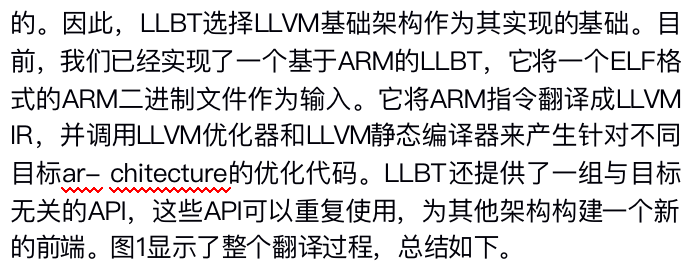 的。因此，LLBT选择LLVM基础架构作为其实现的基础。目
前，我们已经实现了一个基于ARM的LLBT，它将一个ELF格
式的ARM二进制文件作为输入。它将ARM指令翻译成LLVM
IR，并调用LLVM优化器和LLVM静态编译器来产生针对不同
目标ar- chitecture的优化代码。LLBT还提供了一组与目标
无关的API，这些API可以重复使用，为其他架构构建一个新
的前端。图1显示了整个翻译过程，总结如下。